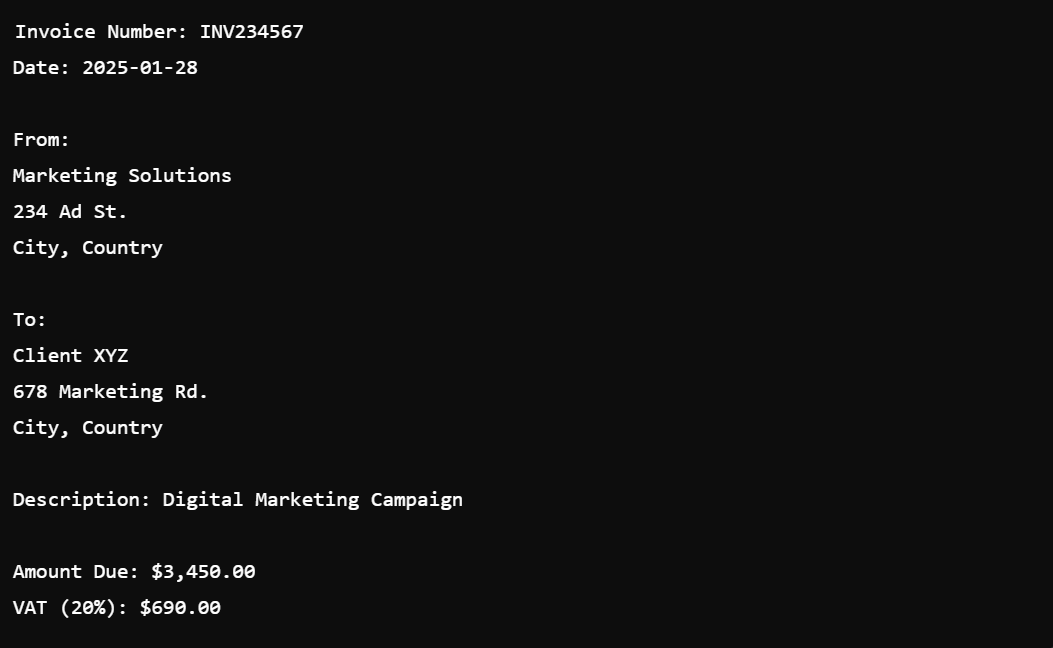 Invoice Number: INV234567
Date: 2025-01-28
From:
Marketing Solutions
234 Ad St.
City, Country
To:
Client XYZ
678 Marketing Rd.
City, Country
Description: Digital Marketing Campaign
Amount Due: $3,450.00
VAT (20%): $690.00